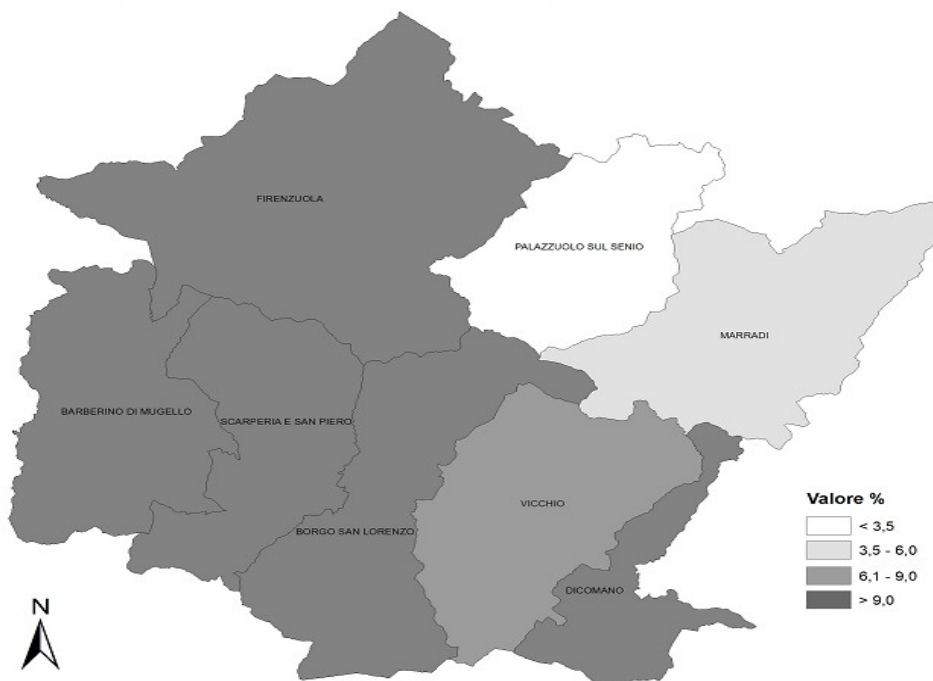 FIRENZUOLA
PALAZZUOLO SUL SENIO
MARRADI
BARBERINO DI MUGELLO
SCARPERIA E SAN PIERO
VICCHIO
BORGO SAN LORENZO
DICOMANO
Valore %
< 3,5
3,5 - 6,0
6,1 - 9,0
> 9,0
N